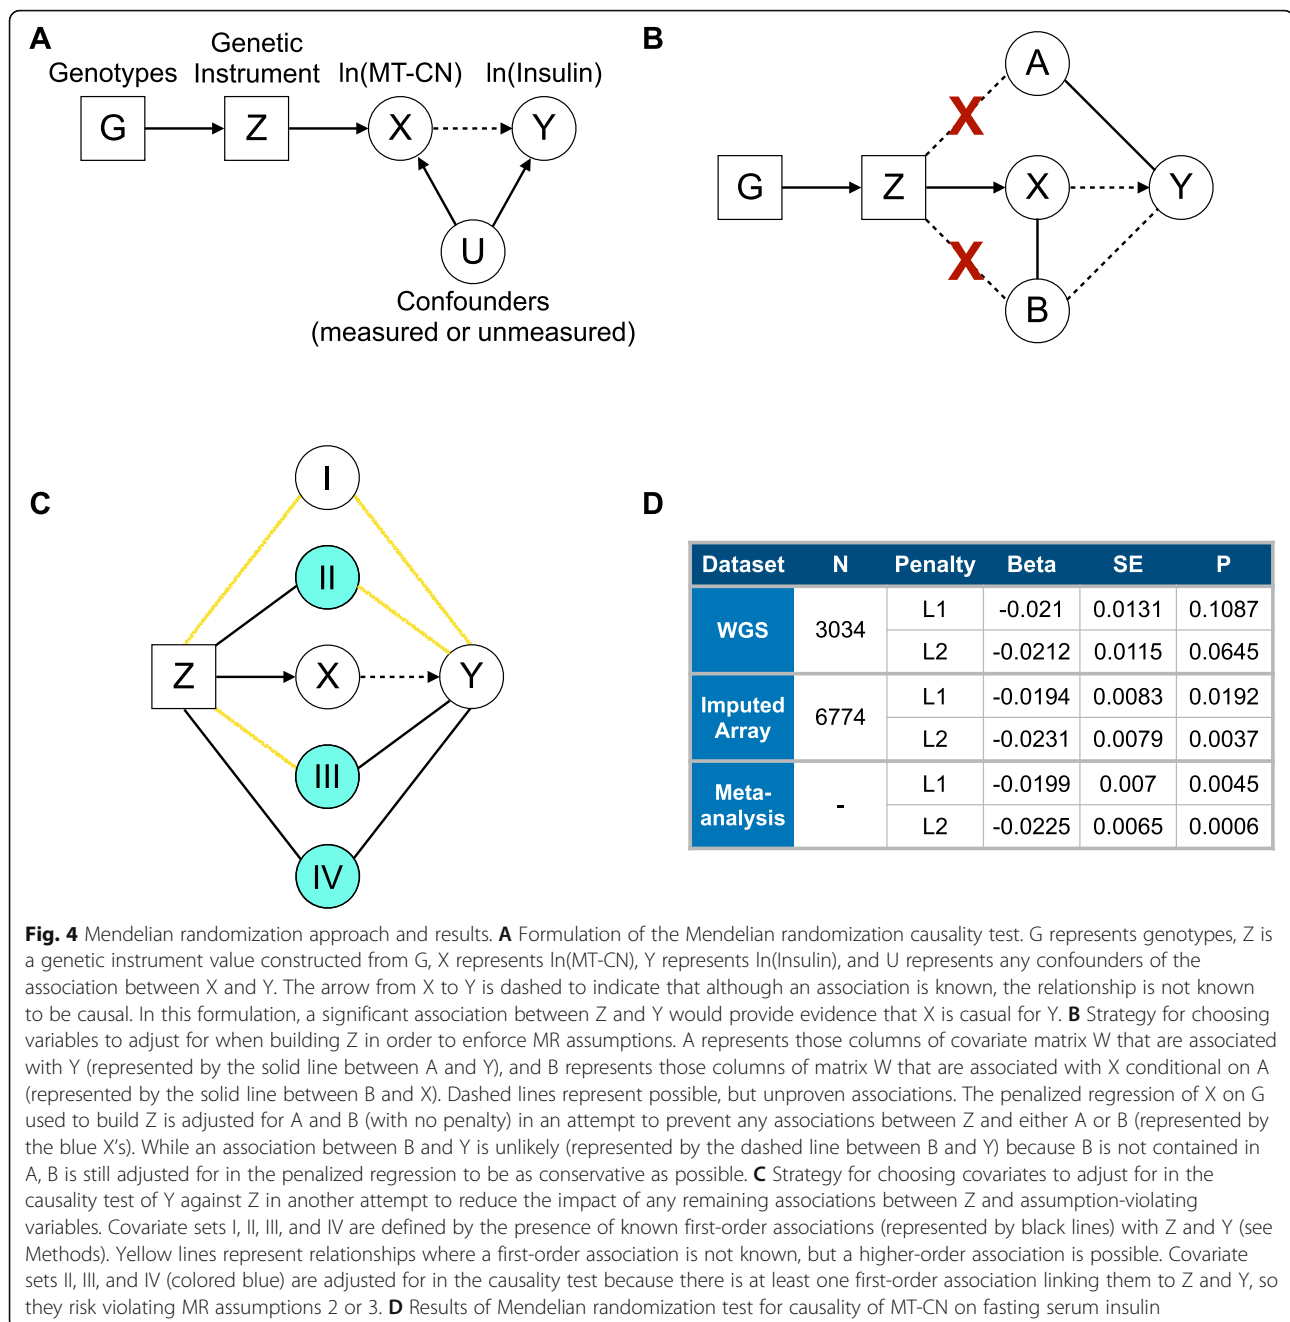 A
Genotypes
Genetic
Instrument
ln(MT-CN)
ln(Insulin)
G
Z
X
Y
U
Confounders
(measured or unmeasured)
B
A
X
G
Z
X
Y
X
B
C
I
II
Z
X
Y
III
IV
D
Dataset N Penalty Beta SE P
WGS 3034 L1 -0.021 0.0131 0.1087
L2 -0.0212 0.0115 0.0645
Imputed
Array 6774 L1 -0.0194 0.0083 0.0192
L2 -0.0231 0.0079 0.0037
Meta-
analysis - L1 -0.0199 0.007 0.0045
L2 -0.0225 0.0065 0.0006
Fig. 4 Mendelian randomization approach and results. A Formulation of the Mendelian randomization causality test. G represents genotypes, Z is
a genetic instrument value constructed from G, X represents ln(MT-CN), Y represents ln(Insulin), and U represents any confounders of the
association between X and Y. The arrow from X to Y is dashed to indicate that although an association is known, the relationship is not known
to be causal. In this formulation, a significant association between Z and Y would provide evidence that X is casual for Y. B Strategy for choosing
variables to adjust for when building Z in order to enforce MR assumptions. A represents those columns of covariate matrix W that are associated
with Y (represented by the solid line between A and Y), and B represents those columns of matrix W that are associated with X conditional on A
(represented by the solid line between B and X). Dashed lines represent possible, but unproven associations. The penalized regression of X on G
used to build Z is adjusted for A and B (with no penalty) in an attempt to prevent any associations between Z and either A or B (represented by
the blue X's). While an association between B and Y is unlikely (represented by the dashed line between B and Y) because B is not contained in
A, B is still adjusted for in the penalized regression to be as conservative as possible. C Strategy for choosing covariates to adjust for in the
causality test of Y against Z in another attempt to reduce the impact of any remaining associations between Z and assumption-violating
variables. Covariate sets I, II, III, and IV are defined by the presence of known first-order associations (represented by black lines) with Z and Y (see
Methods). Yellow lines represent relationships where a first-order association is not known, but a higher-order association is possible. Covariate
sets II, III, and IV (colored blue) are adjusted for in the causality test because there is at least one first-order association linking them to Z and Y, so
they risk violating MR assumptions 2 or 3. D Results of Mendelian randomization test for causality of MT-CN on fasting serum insulin